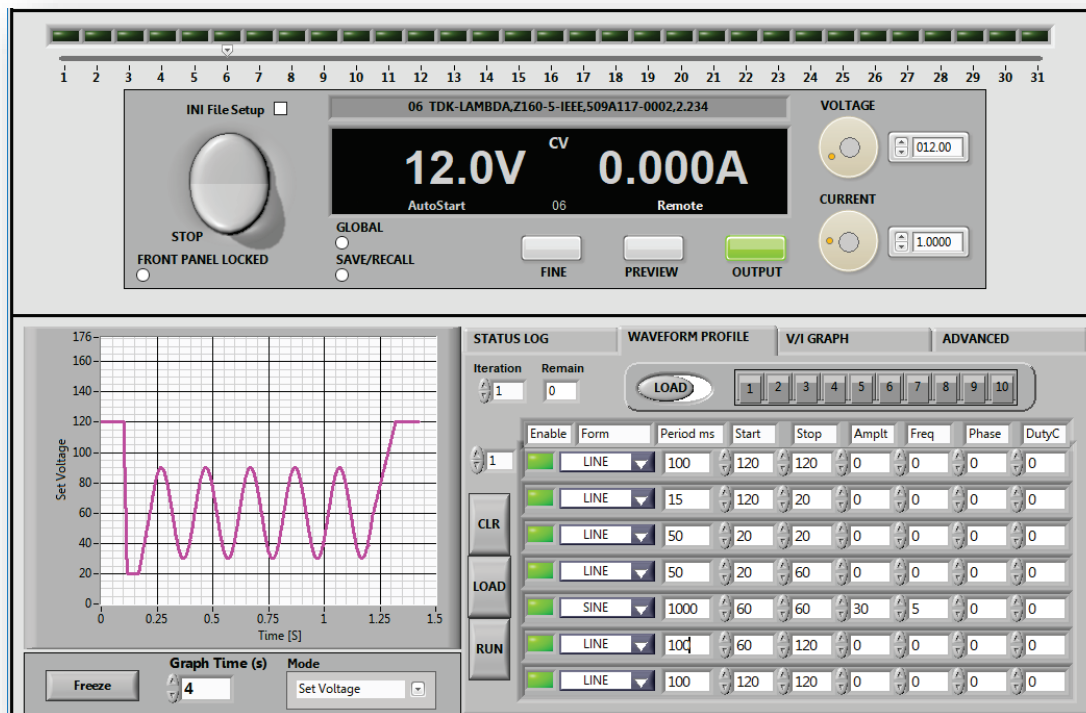 1 2 3 4 5 6 7 8 9 10 11 12 13 14 15 16 17 18 19 20 21 22 23 24 25 26 27 28 29 30 31
INI File Setup
06 TDK-LAMBDA,Z160-5-IEEE,509A117-0002,2.234
VOLTAGE
012.00
CV
12.0V 0.000A
AutoStart 06 Remote
CURRENT
1.0000
STOP
GLOBAL
FRONT PANEL LOCKED
SAVE/RECALL
FINE PREVIEW OUTPUT
176
160
140
120
100
80
60
40
20
0
Set Voltage
0 0.25 0.5 0.75 1 1.25 1.5
Time [S]
Freeze
Graph Time (s)
4
Mode
Set Voltage
STATUS LOG WAVEFORM PROFILE V/I GRAPH ADVANCED
Iteration Remain
1 0
LOAD
1 2 3 4 5 6 7 8 9 10
Enable Form Period ms Start Stop Amplt Freq Phase DutyC
1
LINE 100 120 120 0 0 0 0
LINE 15 120 20 0 0 0 0
LINE 50 20 20 0 0 0 0
LINE 50 20 60 0 0 0 0
SINE 1000 60 60 30 5 0 0
LINE 100 60 120 0 0 0 0
LINE 100 120 120 0 0 0 0
CLR
LOAD
RUN